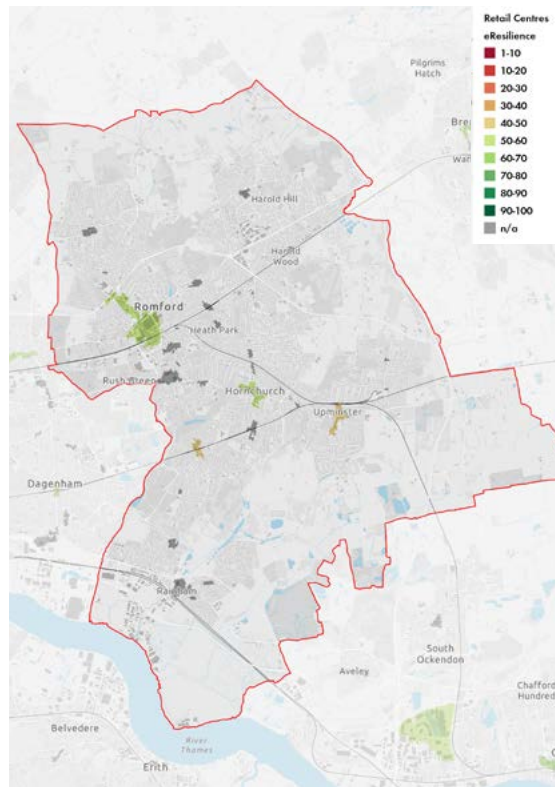 Retail Centres
eResilience
1-10
10-20
20-30
30-40
40-50
50-60
60-70
70-80
80-90
90-100
n/a
Pilgrims
Hatch
Harold Hill
Harold
Wood
Romford
Heath Park
Rush Green
Hornchurch
Upminster
Dagenham
Rainham
South
Ockendon
Aveley
Chafford
Hundred
Belvedere
River
Thames
Erith